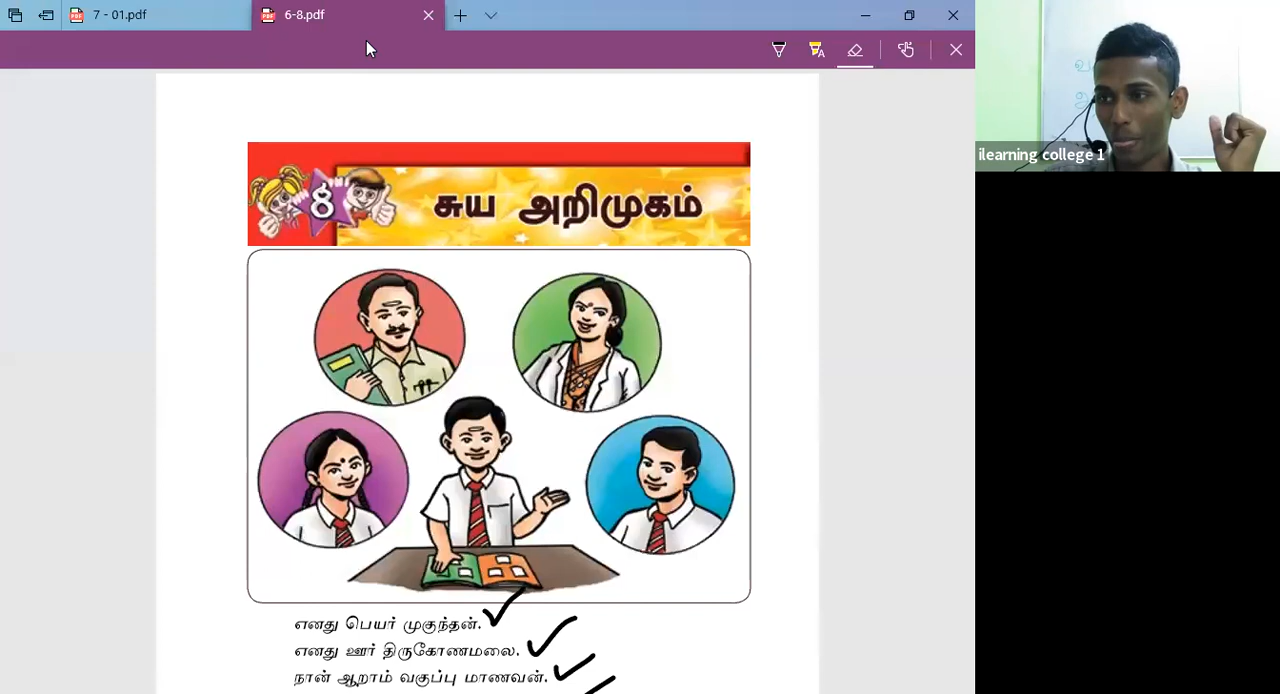 7 - 01.pdf
6-8.pdf
ilearning college 1
8
சுய அறிமுகம்
எனது பெயர் முகுந்தன்.
எனது ஊர் திருகோணமலை.
நான் ஆறாம் வகுப்பு மாணவன்.